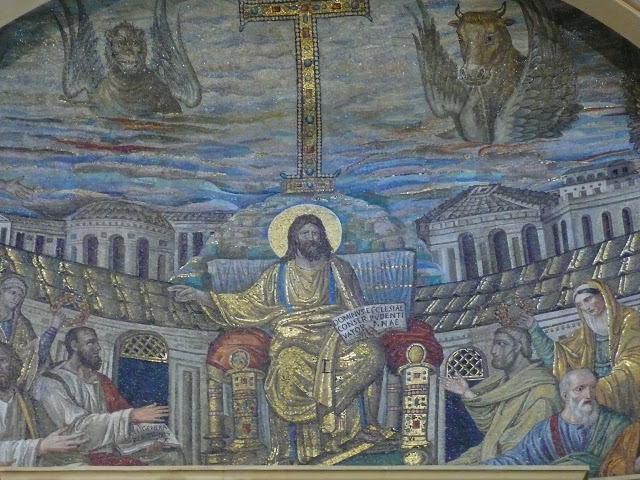 DOMINVS
CONSER
VATOR
ECCLESIAE
PVDENTI
ANAE
L